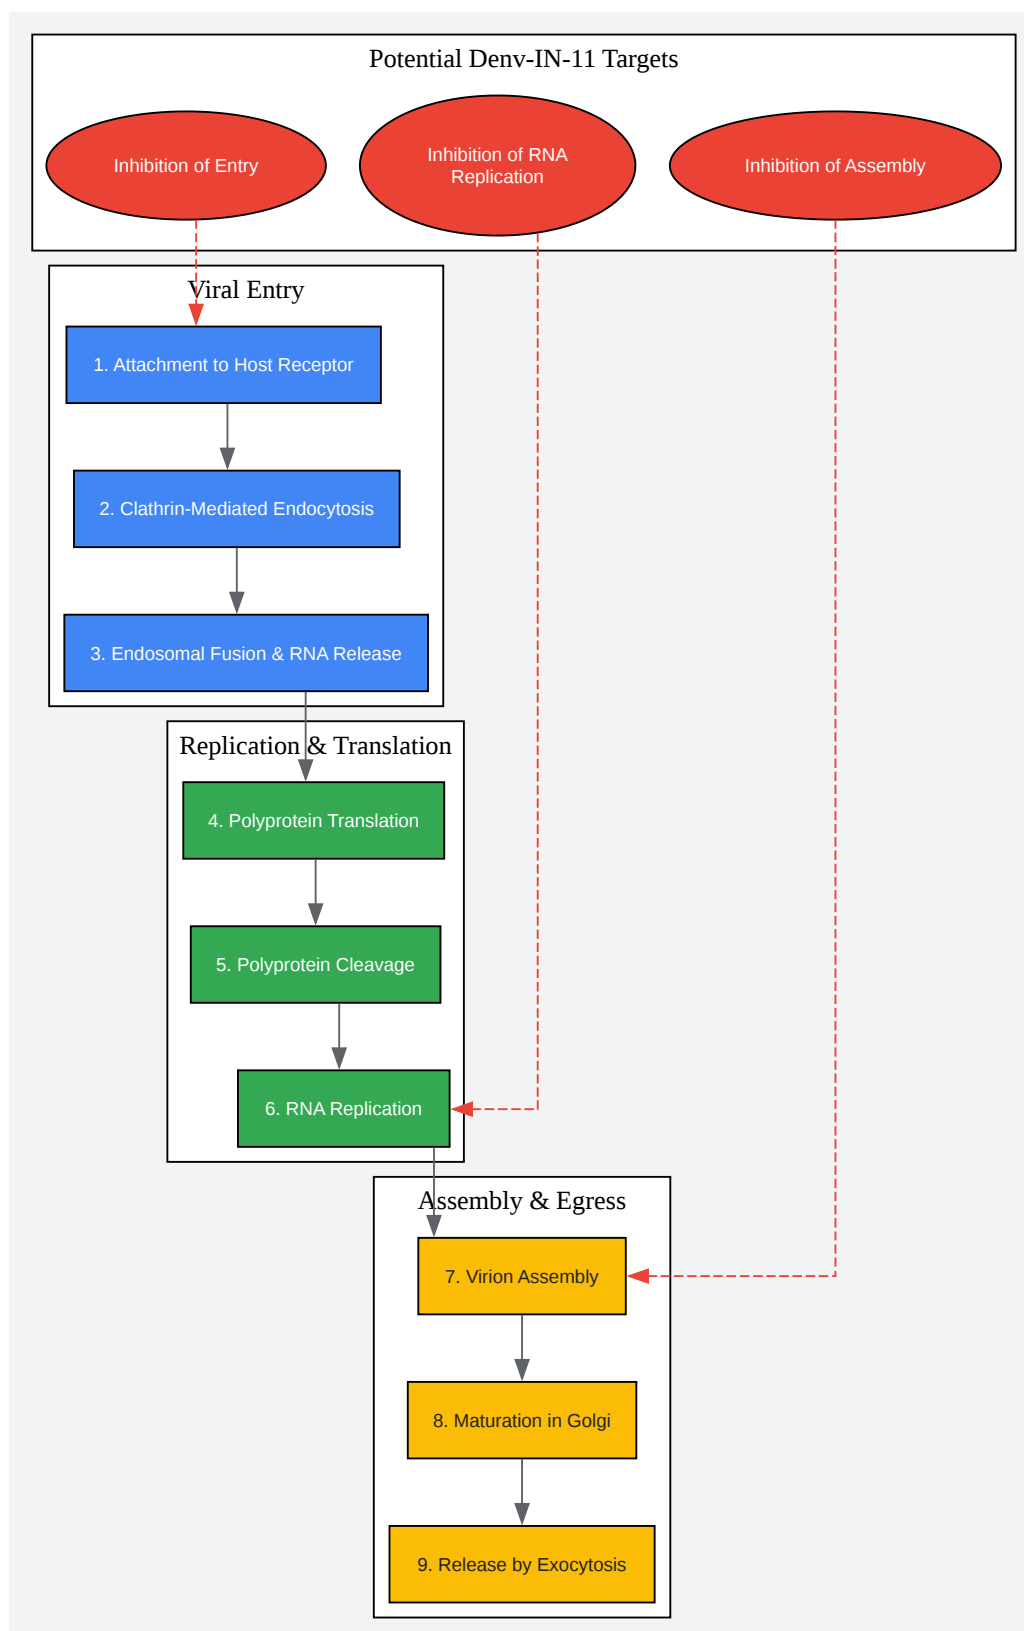 Potential Denv-IN-11 Targets
Inhibition of Entry
Inhibition of RNA
Replication
Inhibition of Assembly
Viral Entry
1. Attachment to Host Receptor
2. Clathrin-Mediated Endocytosis
3. Endosomal Fusion & RNA Release
Replication & Translation
4. Polyprotein Translation
5. Polyprotein Cleavage
6. RNA Replication
Assembly & Egress
7. Virion Assembly
8. Maturation in Golgi
9. Release by Exocytosis